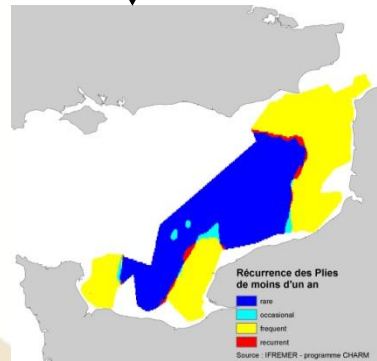 Récurrence des Plies
de moins d'un an
rare
occasional
frequent
recurrent
Source : IFREMER - programme CHARM